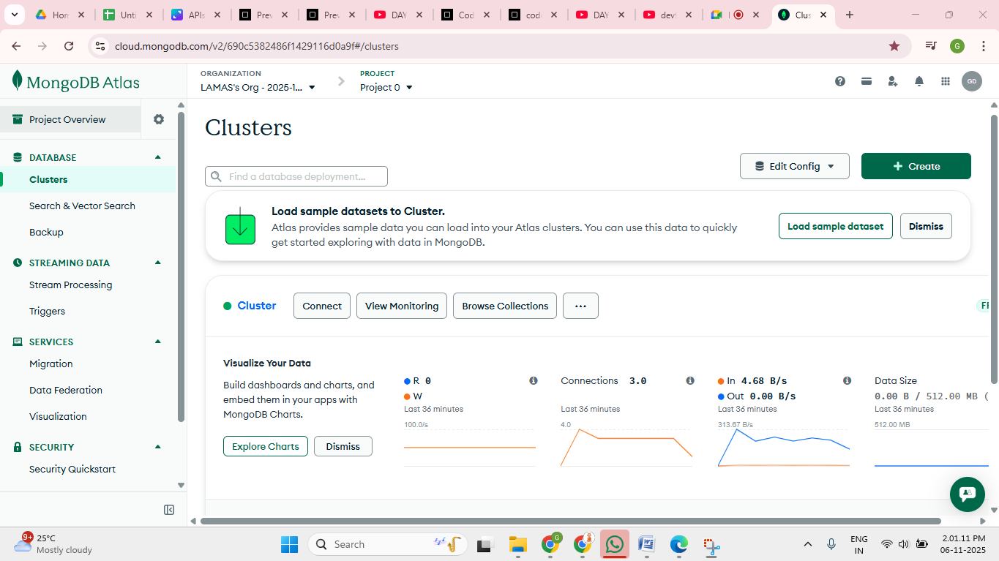 Hom
Unti
APIs
Pre
Prev
DAY
Cod
cod
DAY
dev
Clus
cloud.mongodb.com/v2/690c5382486f1429116d0a9f#/clusters
G
MongoDB Atlas
ORGANIZATION
LAMAS's Org - 2025-1...
PROJECT
Project 0
GD
Project Overview
DATABASE
Clusters
Search & Vector Search
Backup
STREAMING DATA
Stream Processing
Triggers
SERVICES
Migration
Data Federation
Visualization
SECURITY
Security Quickstart
Clusters
Find a database deployment...
Edit Config
+ Create
Load sample datasets to Cluster.
Atlas provides sample data you can load into your Atlas clusters. You can use this data to quickly
get started exploring with data in MongoDB.
Load sample dataset
Dismiss
Cluster
Connect
View Monitoring
Browse Collections
...
Visualize Your Data
Build dashboards and charts, and
embed them in your apps with
MongoDB Charts.
Explore Charts
Dismiss
R 0
W
Last 36 minutes
100.0/s
Connections 3.0
Last 36 minutes
4.0
In 4.68 B/s
Out 0.00 B/s
Last 36 minutes
313.67 B/s
Data Size
0.00 B / 512.00 MB (
Last 36 minutes
512.00 MB
9+
25°C
Mostly cloudy
Search
G
ENG
IN
2.01.11 PM
06-11-2025